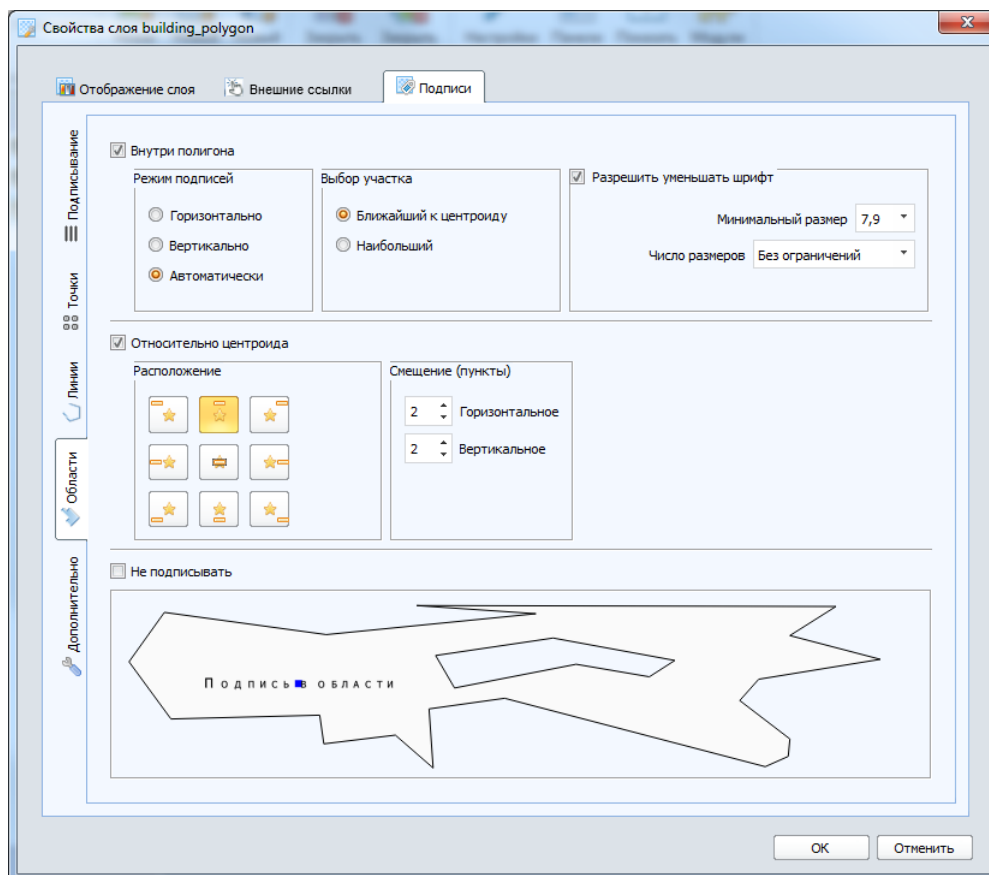 Свойства слоя building_polygon
Отображение слоя
Внешние ссылки
Подписи
Подписывание
Точки
Линии
Области
Дополнительно
Внутри полигона
Режим подписей
Горизонтально
Вертикально
Автоматически
Выбор участка
Ближайший к центроиду
Наибольший
Разрешить уменьшать шрифт
Минимальный размер 7,9
Число размеров Без ограничений
Относительно центроида
Расположение
Смещение (пункты)
2 Горизонтальное
2 Вертикальное
Не подписывать
Подпись в области
OK
Отменить